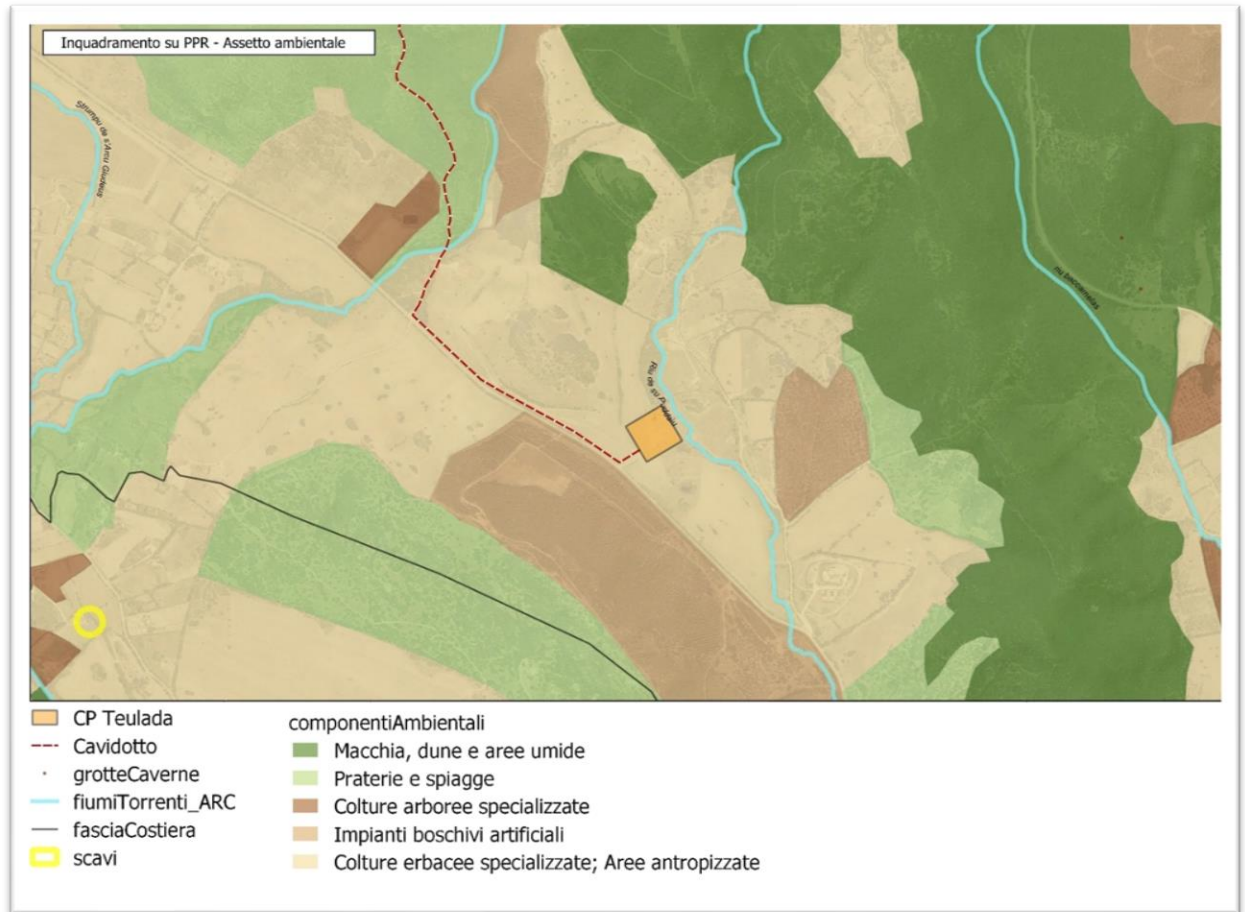 Inquadramento su PPR - Assetto ambientale
CP Teulada
Cavidotto
grotteCaverne
fiumiTorrenti_ARC
fasciaCostiera
scavi
componentiAmbientali
Macchia, dune e aree umide
Praterie e spiagge
Colture arboree specializzate
Impianti boschivi artificiali
Colture erbacee specializzate; Aree antropizzate